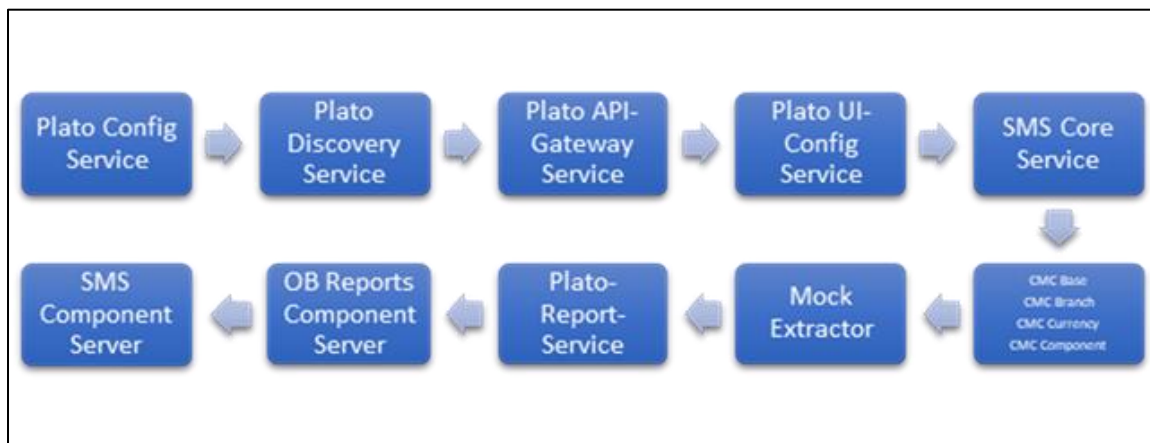 Plato Config
Service
Plato
Discovery
Service
Plato API-
Gateway
Service
Plato UI-
Config
Service
SMS Core
Service
SMS
Component
Server
OB Reports
Component
Server
Plato-
Report-
Service
Mock
Extractor
CMC Base
CMC Branch
CMC Currency
CMC Component